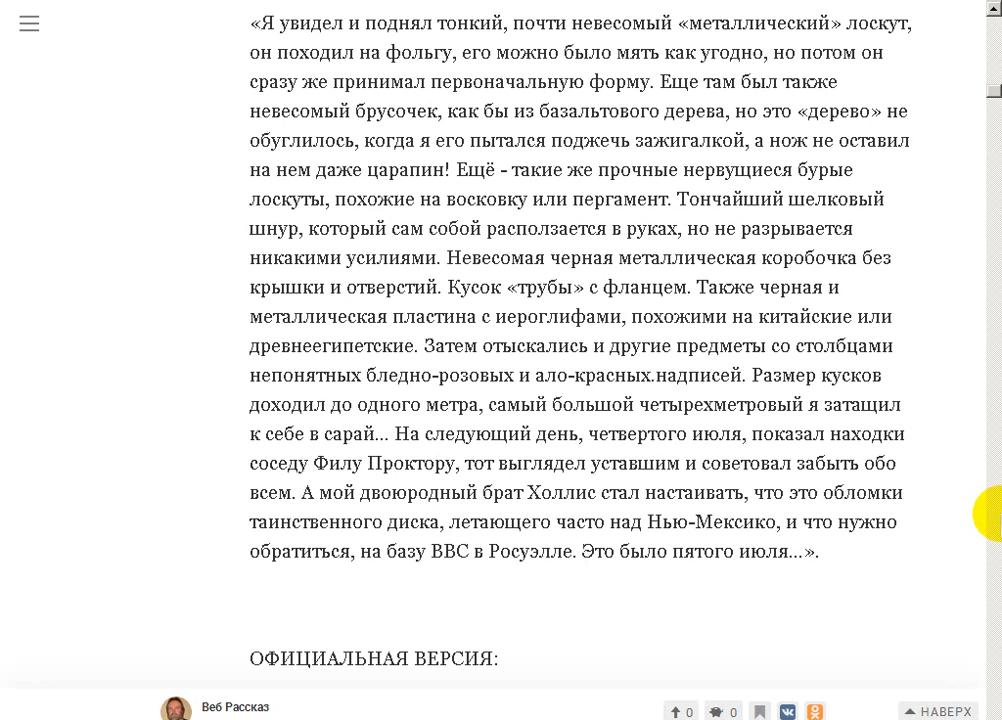 «Я увидел и поднял тонкий, почти невесомый «металлический» лоскут,
он походил на фольгу, его можно было мять как угодно, но потом он
сразу же принимал первоначальную форму. Еще там был также
невесомый брусочек, как бы из базальтового дерева, но это «дерево» не
обуглилось, когда я его пытался поджечь зажигалкой, а нож не оставил
на нем даже царапин! Ещё - такие же прочные нервущиеся бурые
лоскуты, похожие на восковку или пергамент. Тончайший шелковый
шнур, который сам собой расползается в руках, но не разрывается
никакими усилиями. Невесомая черная металлическая коробочка без
крышки и отверстий. Кусок «трубы» с фланцем. Также черная и
металлическая пластина с иероглифами, похожими на китайские или
древнеегипетские. Затем отыскались и другие предметы со столбцами
непонятных бледно-розовых и ало-красных.надписей. Размер кусков
доходил до одного метра, самый большой четырехметровый я затащил
к себе в сарай... На следующий день, четвертого июля, показал находки
соседу Филу Проктору, тот выглядел уставшим и советовал забыть обо
всем. А мой двоюродный брат Холлис стал настаивать, что это обломки
таинственного диска, летающего часто над Нью-Мексико, и что нужно
обратиться, на базу ВВС в Росуэлле. Это было пятого июля...».
ОФИЦИАЛЬНАЯ ВЕРСИЯ:
Веб Рассказ
0
0
НАВЕРХ